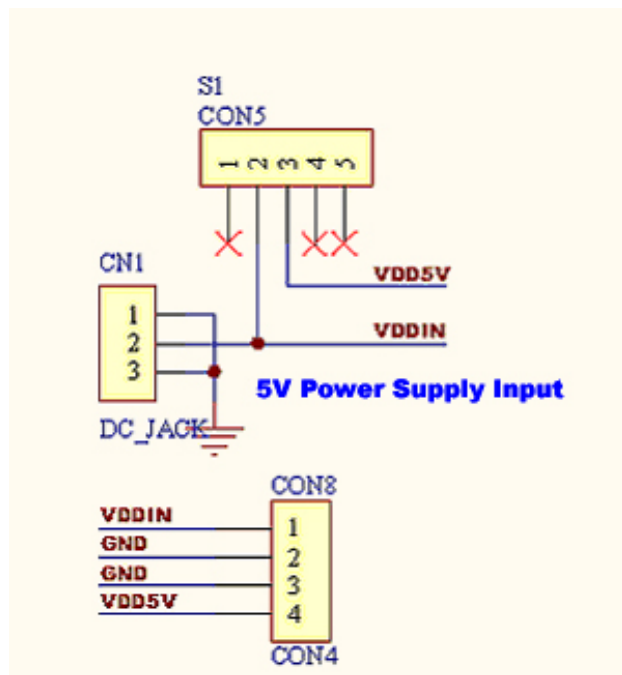 S1
CON5
1 2 3 4 5
VDD5V
CN1
1
2
3
VDDIN
5V Power Supply Input
DC_JACK
CON8
VDDIN
1
GND
2
GND
3
VDD5V
4
CON4